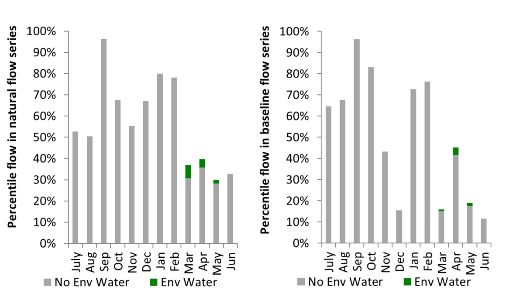 Percentile flow in natural flow series
100%
90%
80%
70%
60%
50%
40%
30%
20%
10%
0%
July
Aug
Sep
Oct
Nov
Dec
Jan
Feb
Mar
Apr
May
Jun
No Env Water
Env Water
Percentile flow in baseline flow series
100%
90%
80%
70%
60%
50%
40%
30%
20%
10%
0%
July
Aug
Sep
Oct
Nov
Dec
Jan
Feb
Mar
Apr
May
Jun
No Env Water
Env Water